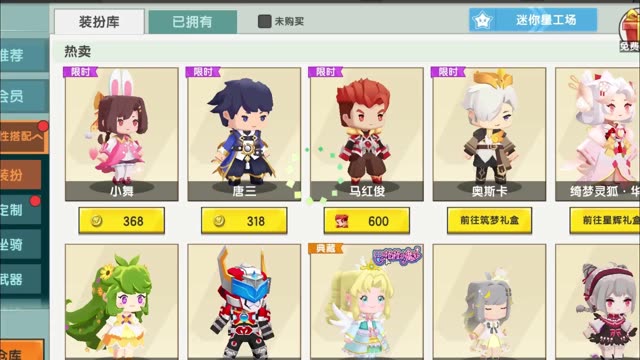 装扮库
已拥有
未购买
迷你星工场
免费
推荐
会员
性搭配
装扮
定制
坐骑
武器
仓库
热卖
限时
限时
限时
限时
小舞
唐三
马红俊
奥斯卡
绮梦灵狐·华
368
318
600
前往筑梦礼盒
前往星辉礼盒
典藏